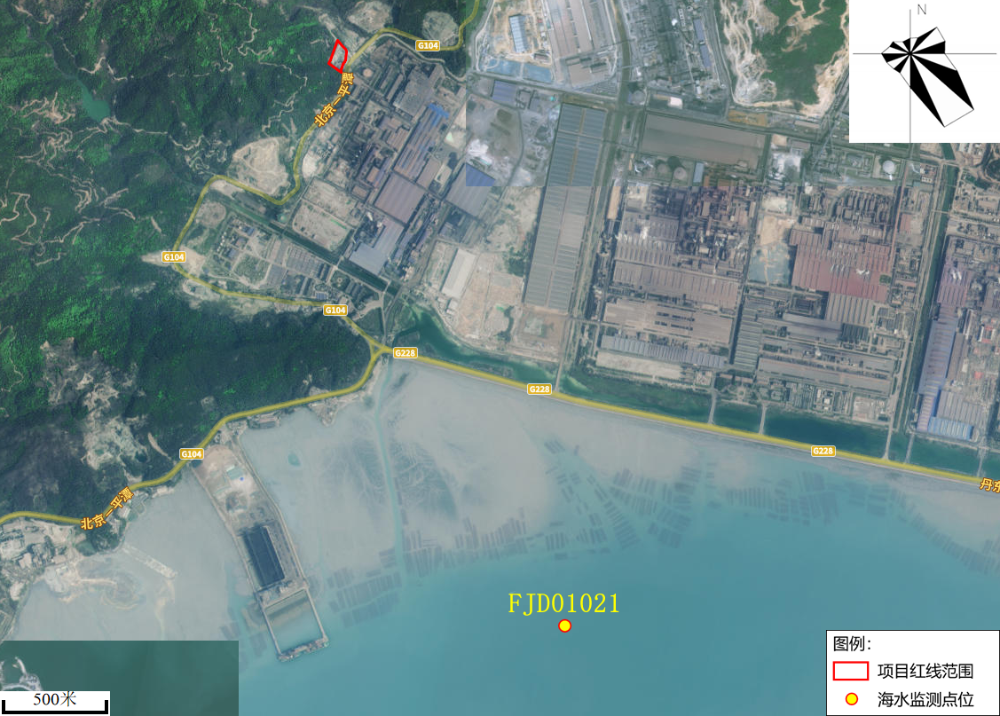 N
G104
北京—平潭
G104
G104
G228
G228
G228
G104
丹东
北京—平潭
FJD01021
图例：
项目红线范围
海水监测点位
500米